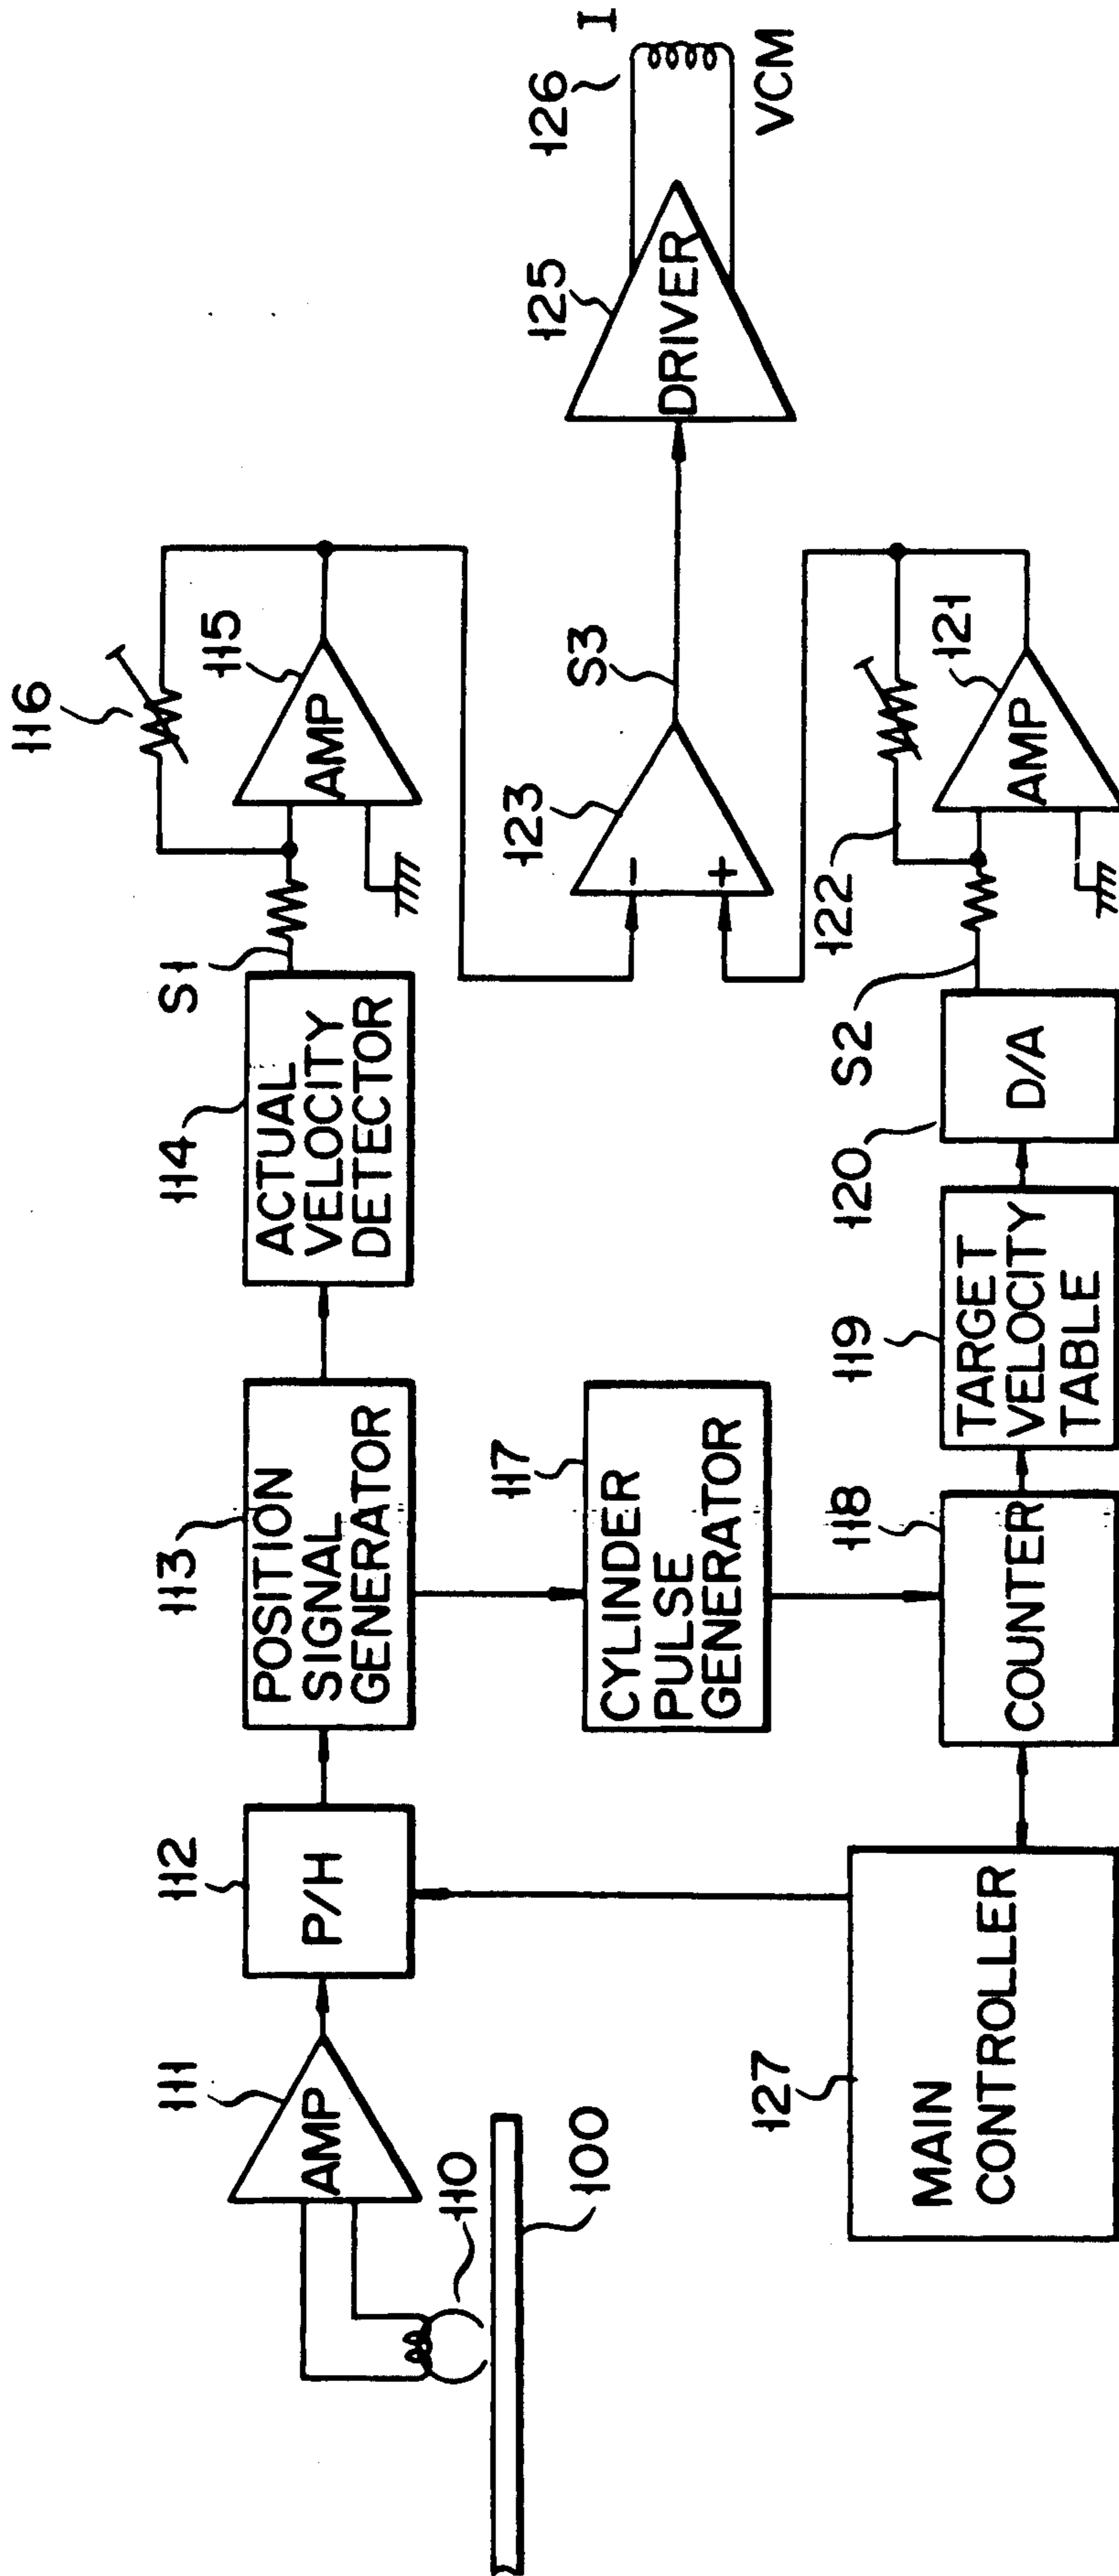 116
115
AMP
S1
114
ACTUAL
VELOCITY
DETECTOR
113
POSITION
SIGNAL
GENERATOR
112
P/H
111
AMP
110
100
I
126
VCM
125
DRIVER
S3
123
-
+
117
CYLINDER
PULSE
GENERATOR
121
AMP
122
S2
120
D/A
119
TARGET
VELOCITY
TABLE
118
COUNTER
127
MAIN
CONTROLLER